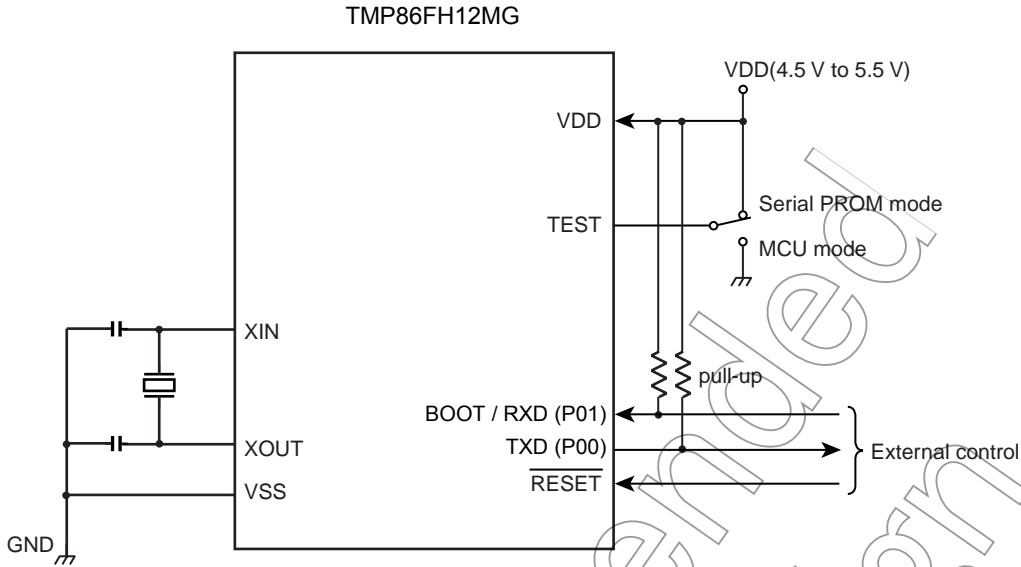 TMP86FH12MG
VDD(4.5 V to 5.5 V)
VDD
Serial PROM mode
TEST
MCU mode
XIN
pull-up
BOOT / RXD (P01)
XOUT
TXD (P00)
External control
RESET
VSS
GND